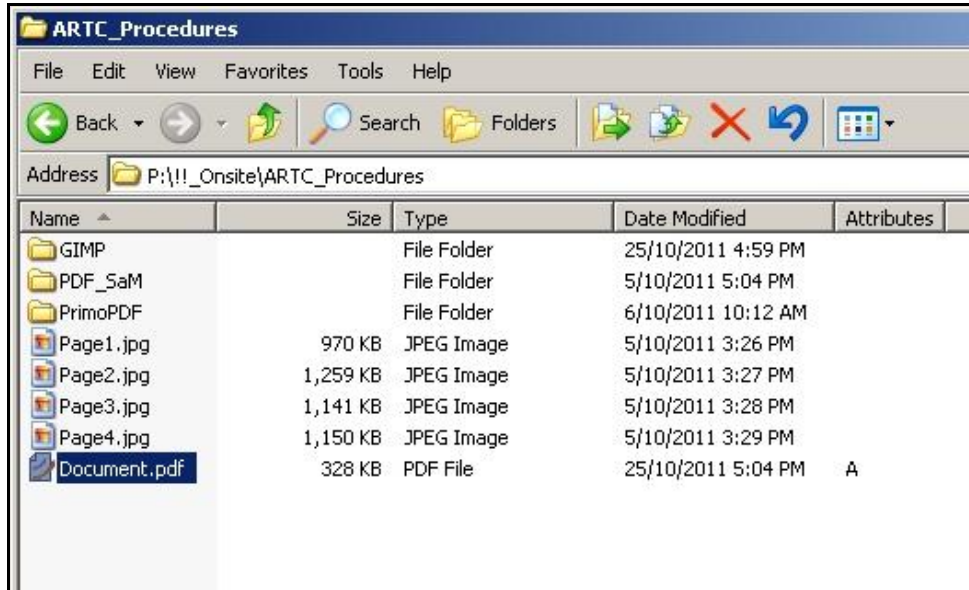 ARTC_Procedures
File Edit View Favorites Tools Help
Back Search Folders
Address P:\!!_Onsite\ARTC_Procedures
Name Size Type Date Modified Attributes
GIMP File Folder 25/10/2011 4:59 PM
PDF_SaM File Folder 5/10/2011 5:04 PM
PrimoPDF File Folder 6/10/2011 10:12 AM
Page1.jpg 970 KB JPEG Image 5/10/2011 3:26 PM
Page2.jpg 1,259 KB JPEG Image 5/10/2011 3:27 PM
Page3.jpg 1,141 KB JPEG Image 5/10/2011 3:28 PM
Page4.jpg 1,150 KB JPEG Image 5/10/2011 3:29 PM
Document.pdf 328 KB PDF File 25/10/2011 5:04 PM A